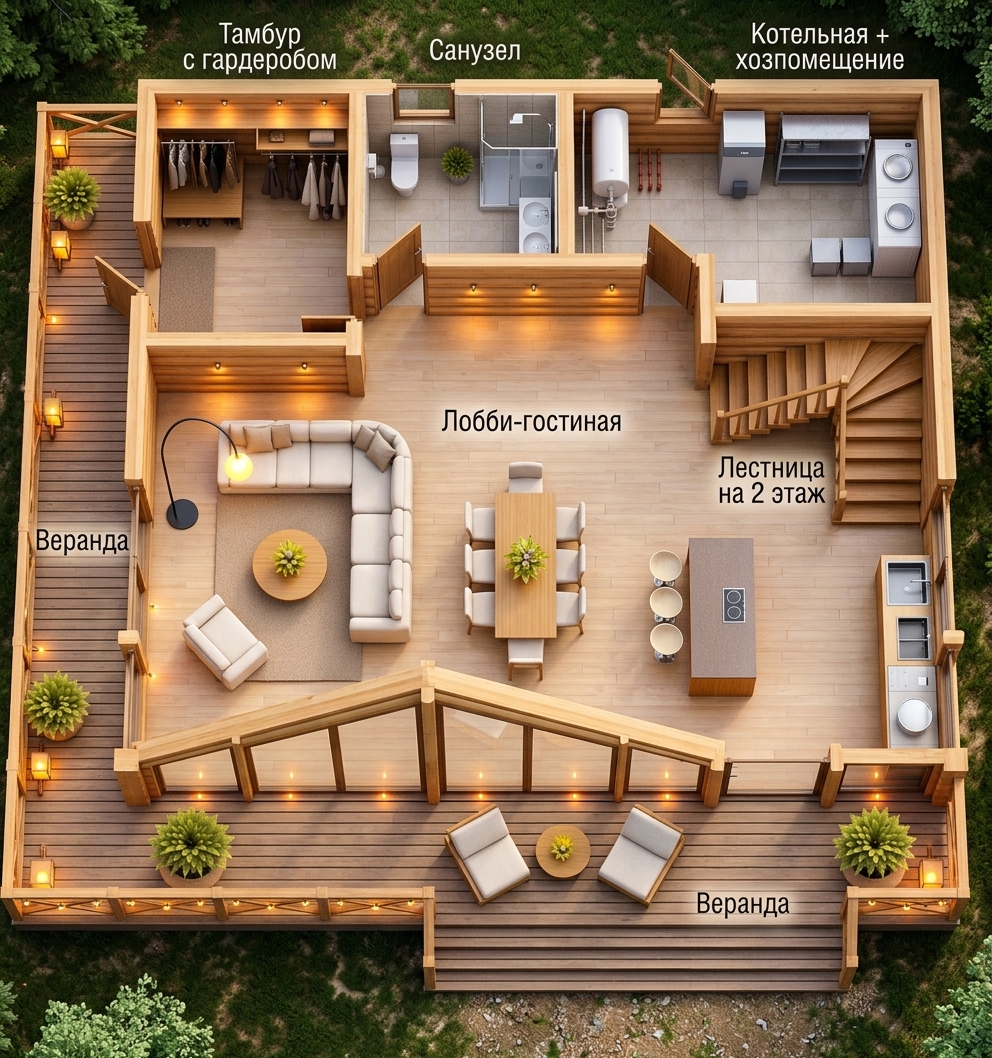 Тамбур
с гардеробом
Санузел
Котельная +
хозпомещение
Лобби-гостиная
Лестница
на 2 этаж
Веранда
Веранда